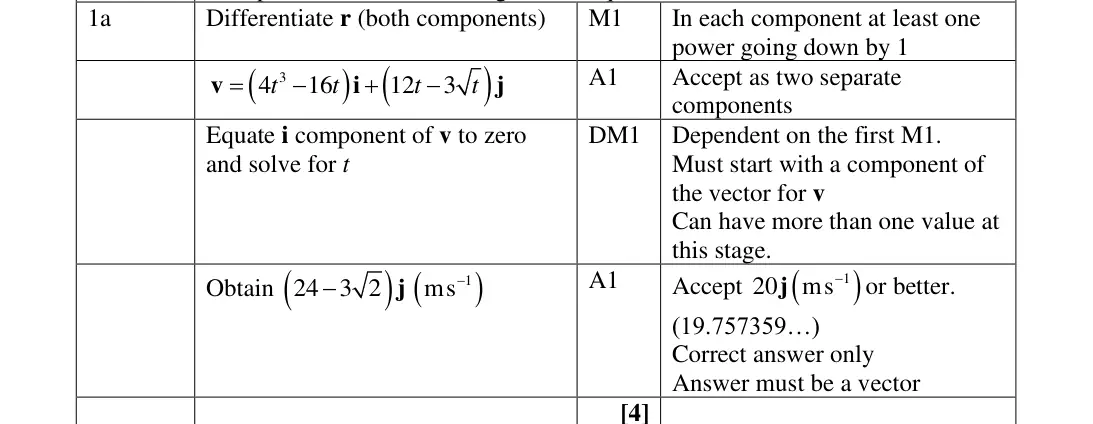 1a Differentiate r (both components) M1 In each component at least one
power going down by 1
v = (4t³ − 16t)i + (12t − 3√t)j A1 Accept as two separate
components
Equate i component of v to zero DM1 Dependent on the first M1.
and solve for t Must start with a component of
the vector for v
Can have more than one value at
this stage.
Obtain (24 − 3√2)j (m s⁻¹) A1 Accept 20j (m s⁻¹) or better.
(19.757359…)
Correct answer only
Answer must be a vector
[4]